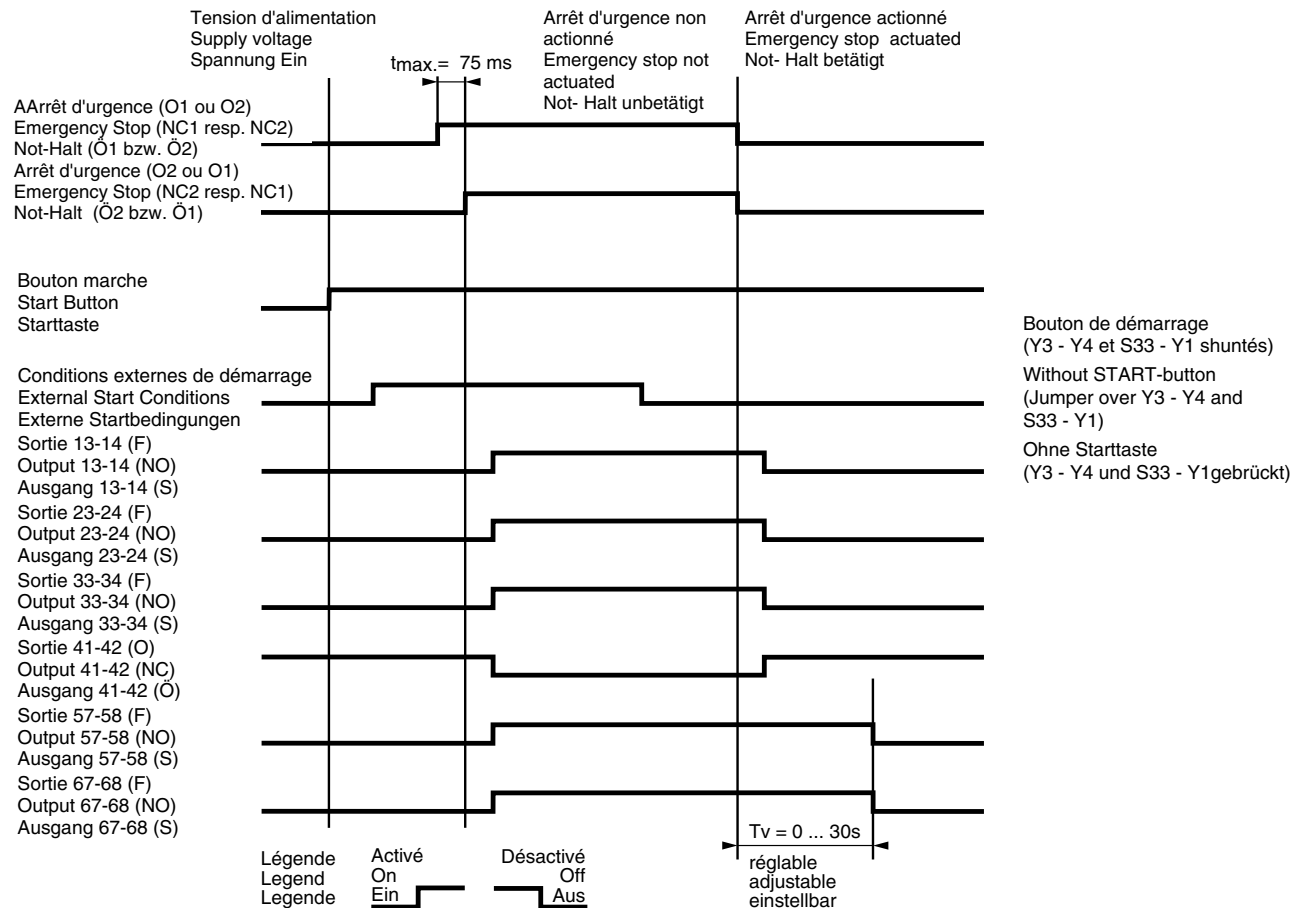 Tension d'alimentation
Supply voltage
Spannung Ein
tmax.= 75 ms
Arrêt d'urgence non
actionné
Emergency stop not
actuated
Not- Halt unbetätigt
Arrêt d'urgence actionné
Emergency stop actuated
Not- Halt betätigt
AArrêt d'urgence (O1 ou O2)
Emergency Stop (NC1 resp. NC2)
Not-Halt (Ö1 bzw. Ö2)
Arrêt d'urgence (O2 ou O1)
Emergency Stop (NC2 resp. NC1)
Not-Halt (Ö2 bzw. Ö1)
Bouton marche
Start Button
Starttaste
Conditions externes de démarrage
External Start Conditions
Externe Startbedingungen
Sortie 13-14 (F)
Output 13-14 (NO)
Ausgang 13-14 (S)
Sortie 23-24 (F)
Output 23-24 (NO)
Ausgang 23-24 (S)
Sortie 33-34 (F)
Output 33-34 (NO)
Ausgang 33-34 (S)
Sortie 41-42 (O)
Output 41-42 (NC)
Ausgang 41-42 (Ö)
Sortie 57-58 (F)
Output 57-58 (NO)
Ausgang 57-58 (S)
Sortie 67-68 (F)
Output 67-68 (NO)
Ausgang 67-68 (S)
Bouton de démarrage
(Y3 - Y4 et S33 - Y1 shuntés)
Without START-button
(Jumper over Y3 - Y4 and
S33 - Y1)
Ohne Starttaste
(Y3 - Y4 und S33 - Y1gebrückt)
Tv = 0 ... 30s
réglable
adjustable
einstellbar
Légende
Legend
Legende
Activé
On
Ein
Désactivé
Off
Aus